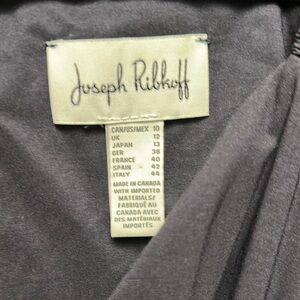 Joseph Ribkoff
CAN/US/MEX 10
UK 12
JAPAN 13
GER 38
FRANCE 40
SPAIN 42
ITALY 44
MADE IN CANADA
WITH IMPORTED
MATERIALS/
FABRIQUÉ AU
CANADA AVEC
DES MATÉRIAUX
IMPORTÉS